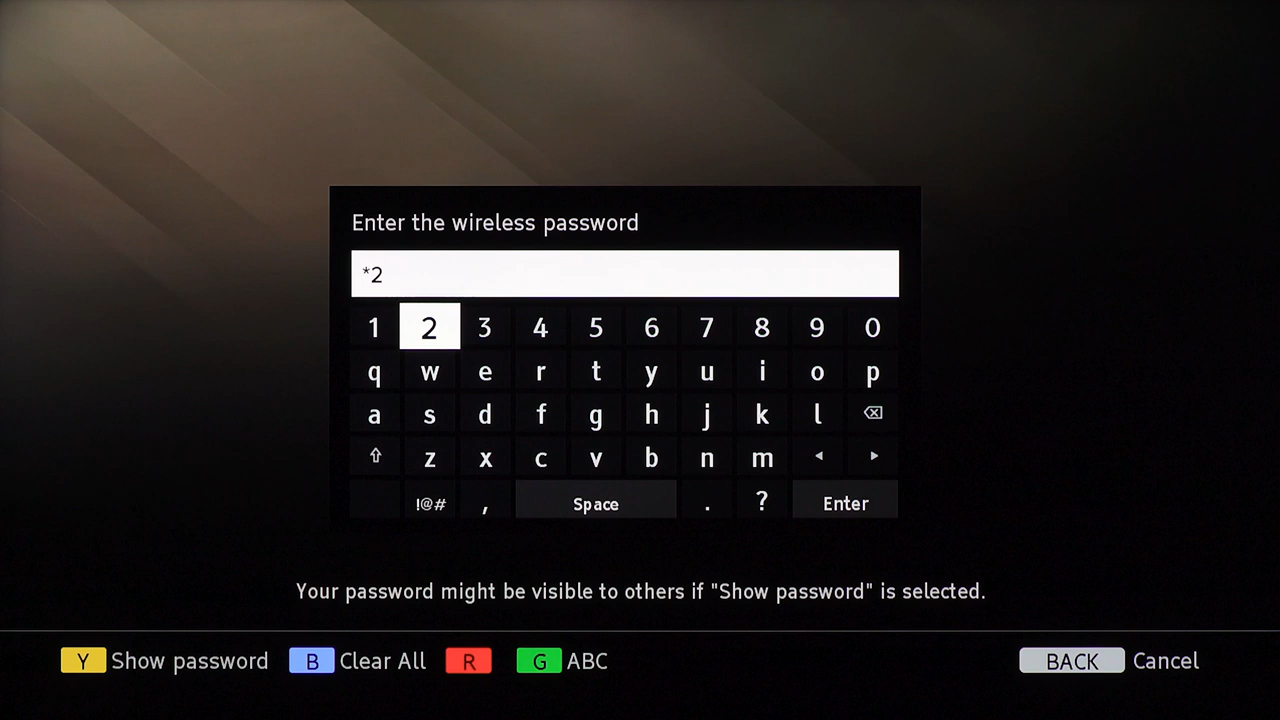 Enter the wireless password
*2
1 2 3 4 5 6 7 8 9 0
q w e r t y u i o p
a s d f g h j k l
z x c v b n m
!@# , Space . ? Enter
Your password might be visible to others if "Show password" is selected.
Y Show password B Clear All R G ABC BACK Cancel